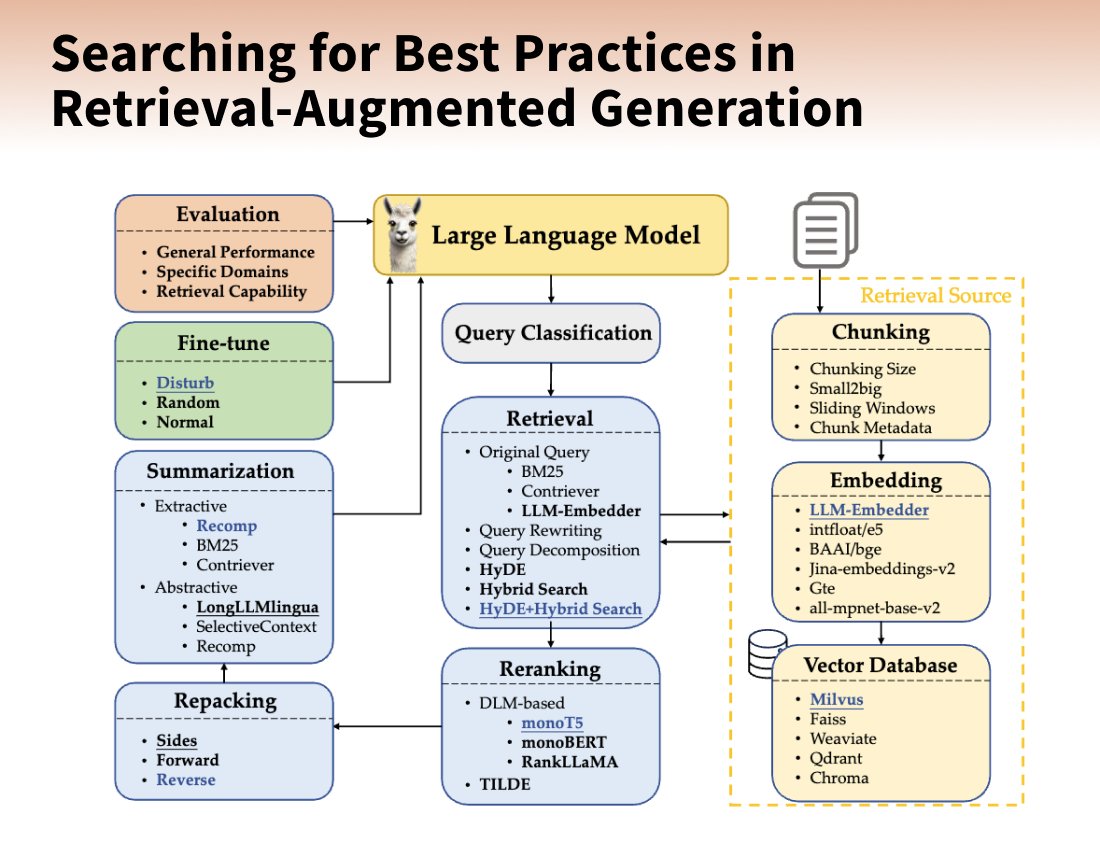 Searching for Best Practices in
Retrieval-Augmented Generation
Evaluation
• General Performance
• Specific Domains
• Retrieval Capability
Large Language Model
Fine-tune
• Disturb
• Random
• Normal
Query Classification
Summarization
• Extractive
• Recomp
• BM25
• Contriever
• Abstractive
• LongLLMlingua
• SelectiveContext
• Recomp
Repacking
• Sides
• Forward
• Reverse
Retrieval
• Original Query
• BM25
• Contriever
• LLM-Embedder
• Query Rewriting
• Query Decomposition
• HyDE
• Hybrid Search
• HyDE+Hybrid Search
Reranking
• DLM-based
• monoT5
• monoBERT
• RankLLaMA
• TILDE
Retrieval Source
Chunking
• Chunking Size
• Small2big
• Sliding Windows
• Chunk Metadata
Embedding
• LLM-Embedder
• intfloat/e5
• BAAI/bge
• Jina-embeddings-v2
• Gte
• all-mpnet-base-v2
Vector Database
• Milvus
• Faiss
• Weaviate
• Qdrant
• Chroma